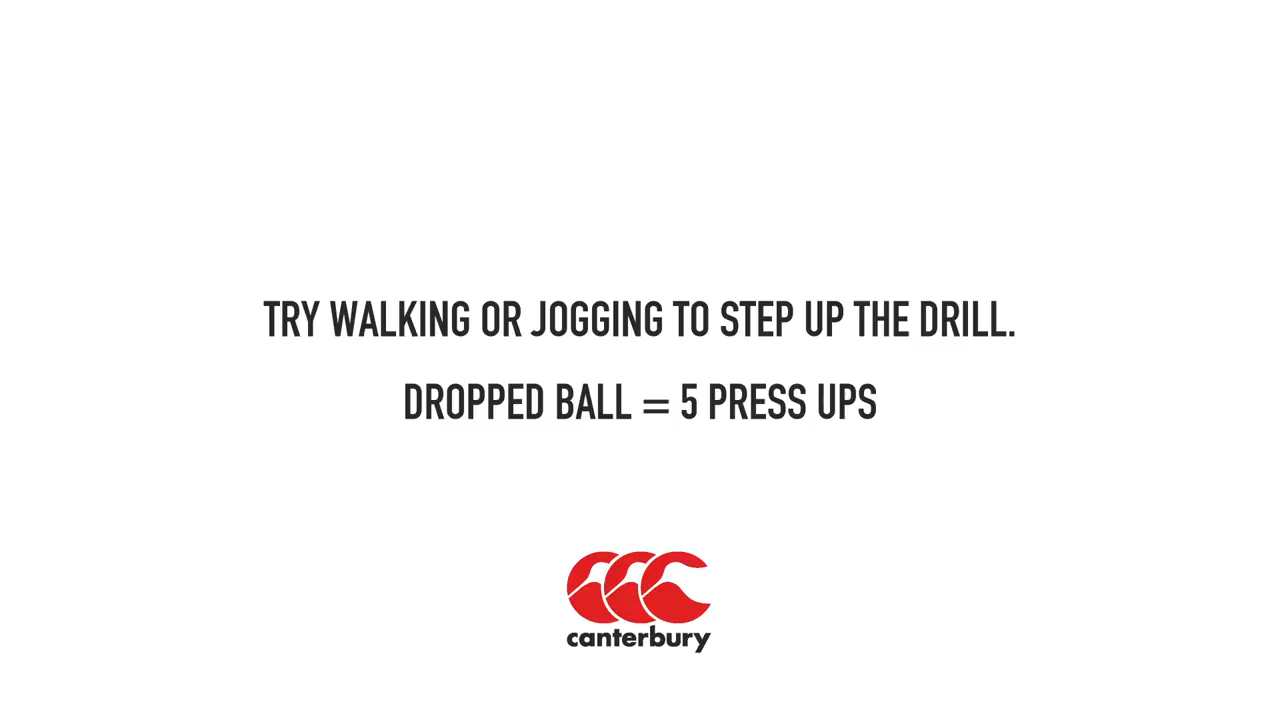 TRY WALKING OR JOGGING TO STEP UP THE DRILL.
DROPPED BALL = 5 PRESS UPS
canterbury